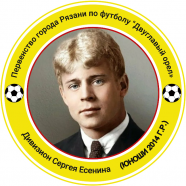 Первенство города Рязани по футболу "Двуглавый орел"
Дивизион Сергея Есенина
(ЮНОШИ 2014 Г.Р.)